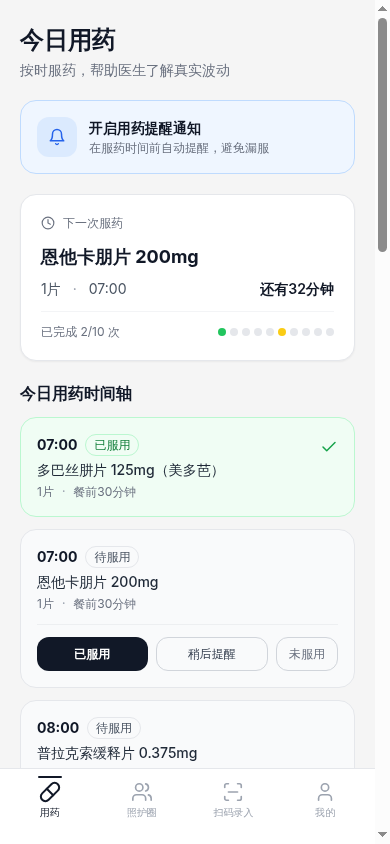 今日用药
按时服药，帮助医生了解真实波动
开启用药提醒通知
在服药时间前自动提醒，避免漏服
下一次服药
恩他卡朋片 200mg
1片 · 07:00 还有32分钟
已完成 2/10 次
今日用药时间轴
07:00 已服用
多巴丝肼片 125mg（美多芭）
1片 · 餐前30分钟
07:00 待服用
恩他卡朋片 200mg
1片 · 餐前30分钟
已服用 稍后提醒 未服用
08:00 待服用
普拉克索缓释片 0.375mg
用药 照护圈 扫码录入 我的